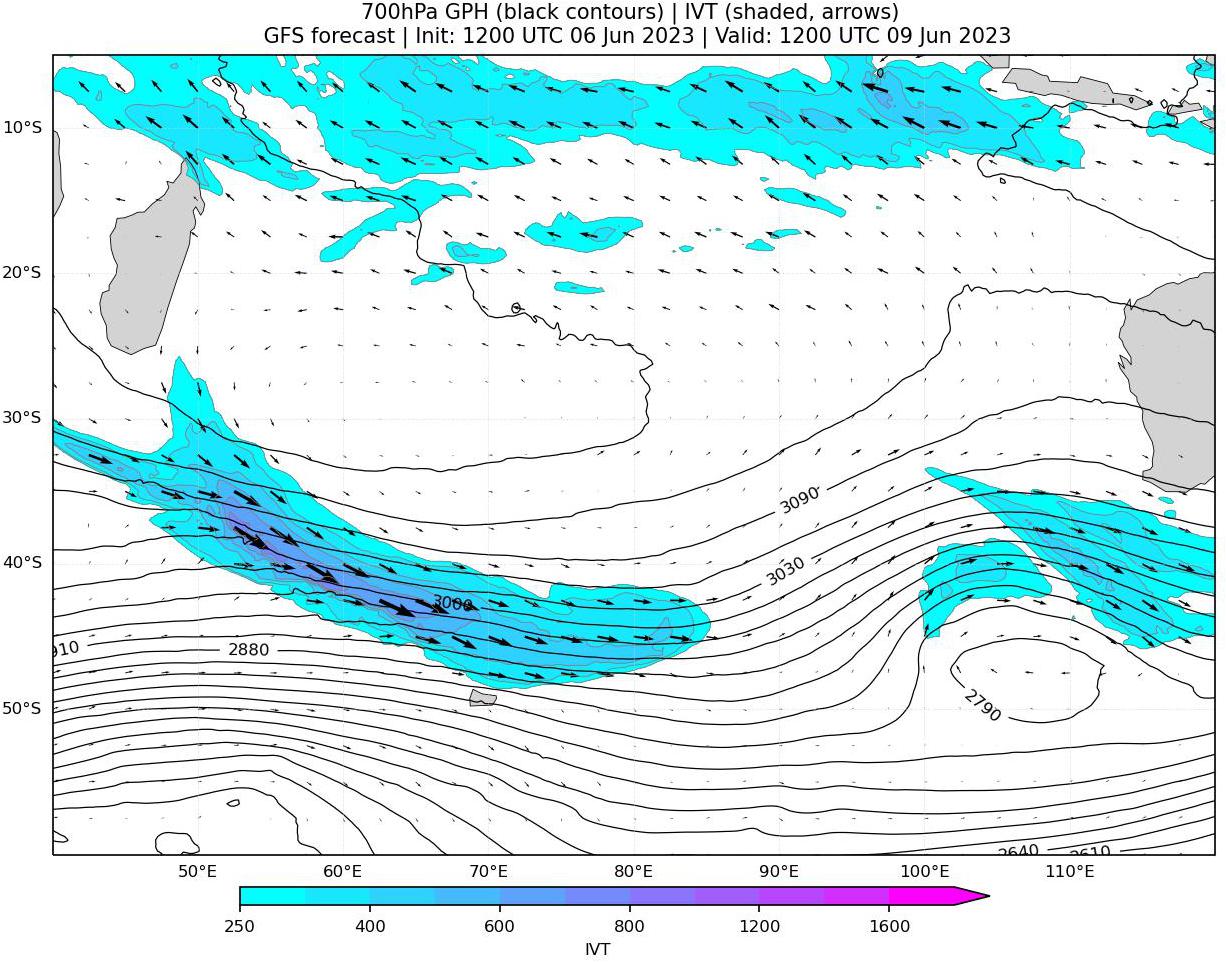 700hPa GPH (black contours) | IVT (shaded, arrows)
GFS forecast | Init: 1200 UTC 06 Jun 2023 | Valid: 1200 UTC 09 Jun 2023
10°S
20°S
30°S
3090
40°S
3030
3000
910
2880
2790
50°S
2640
2610
50°E 60°E 70°E 80°E 90°E 100°E 110°E
250 400 600 800 1200 1600
IVT